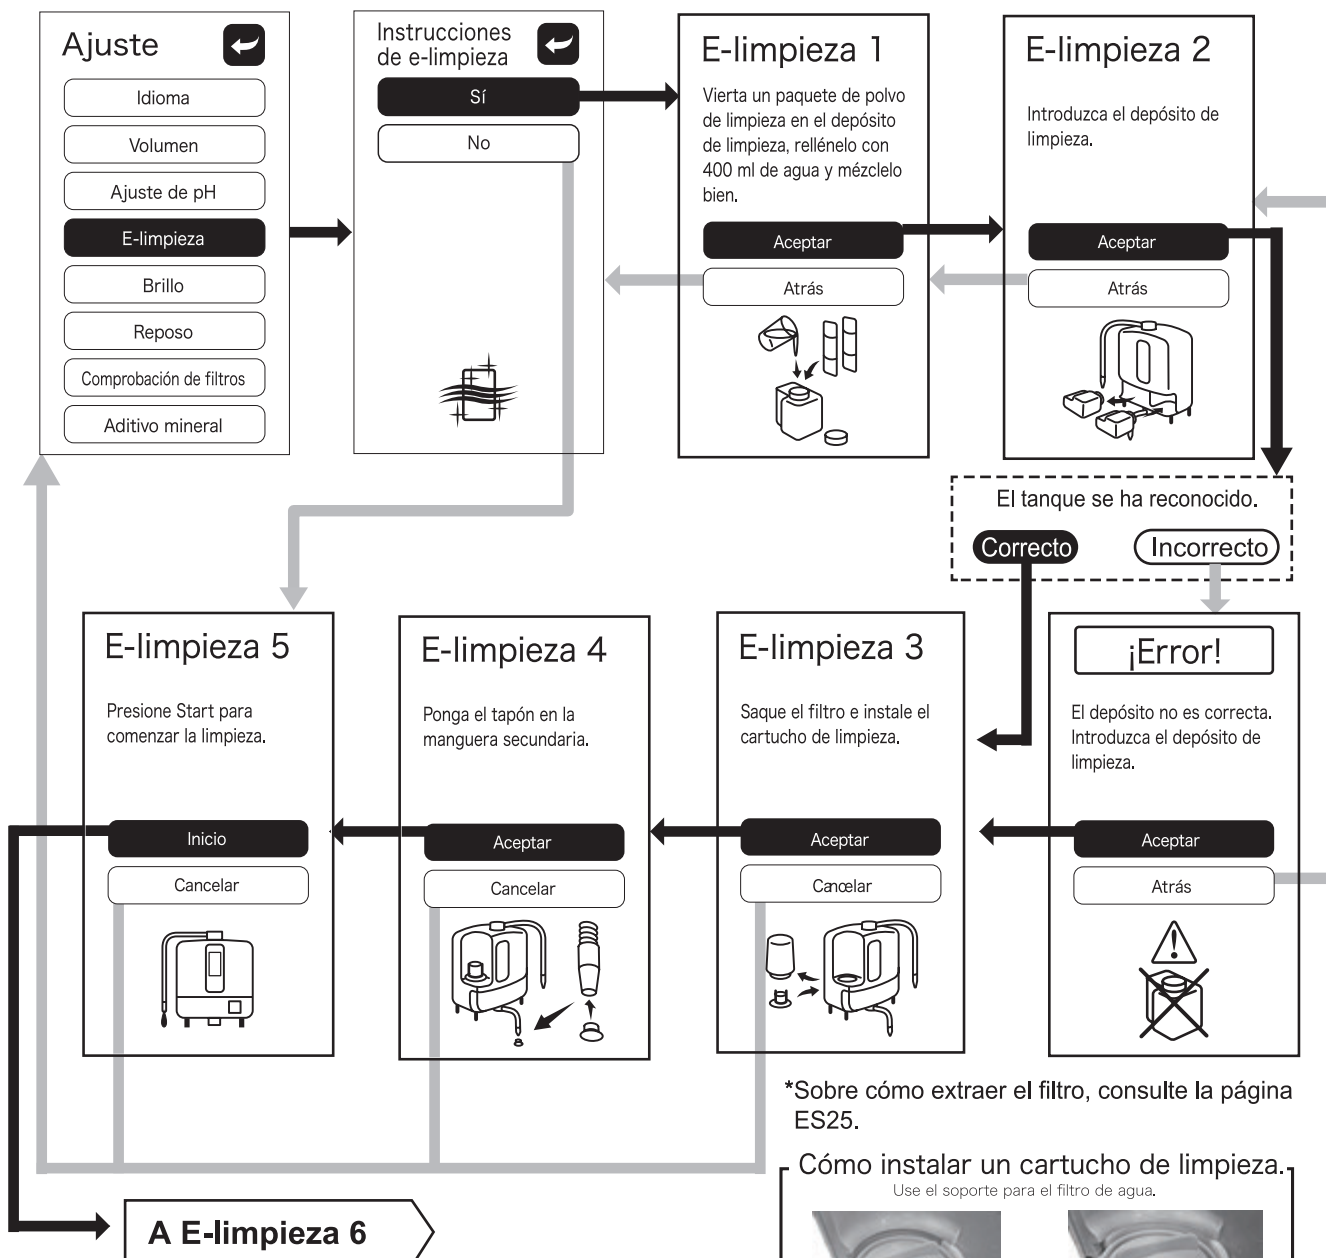 Ajuste
Idioma
Volumen
Ajuste de pH
E-limpieza
Brillo
Reposo
Comprobación de filtros
Aditivo mineral
Instrucciones
de e-limpieza
Sí
No
E-limpieza 1
Vierta un paquete de polvo
de limpieza en el depósito
de limpieza, rellénelo con
400 ml de agua y mézclelo
bien.
Aceptar
Atrás
E-limpieza 2
Introduzca el depósito de
limpieza.
Aceptar
Atrás
El tanque se ha reconocido.
Correcto
Incorrecto
E-limpieza 5
Presione Start para
comenzar la limpieza.
Inicio
Cancelar
E-limpieza 4
Ponga el tapón en la
manguera secundaria.
Aceptar
Cancelar
E-limpieza 3
Saque el filtro e instale el
cartucho de limpieza.
Aceptar
Cancelar
¡Error!
El depósito no es correcta.
Introduzca el depósito de
limpieza.
Aceptar
Atrás
*Sobre cómo extraer el filtro, consulte la página
ES25.
Cómo instalar un cartucho de limpieza.
Use el soporte para el filtro de agua.
A E-limpieza 6